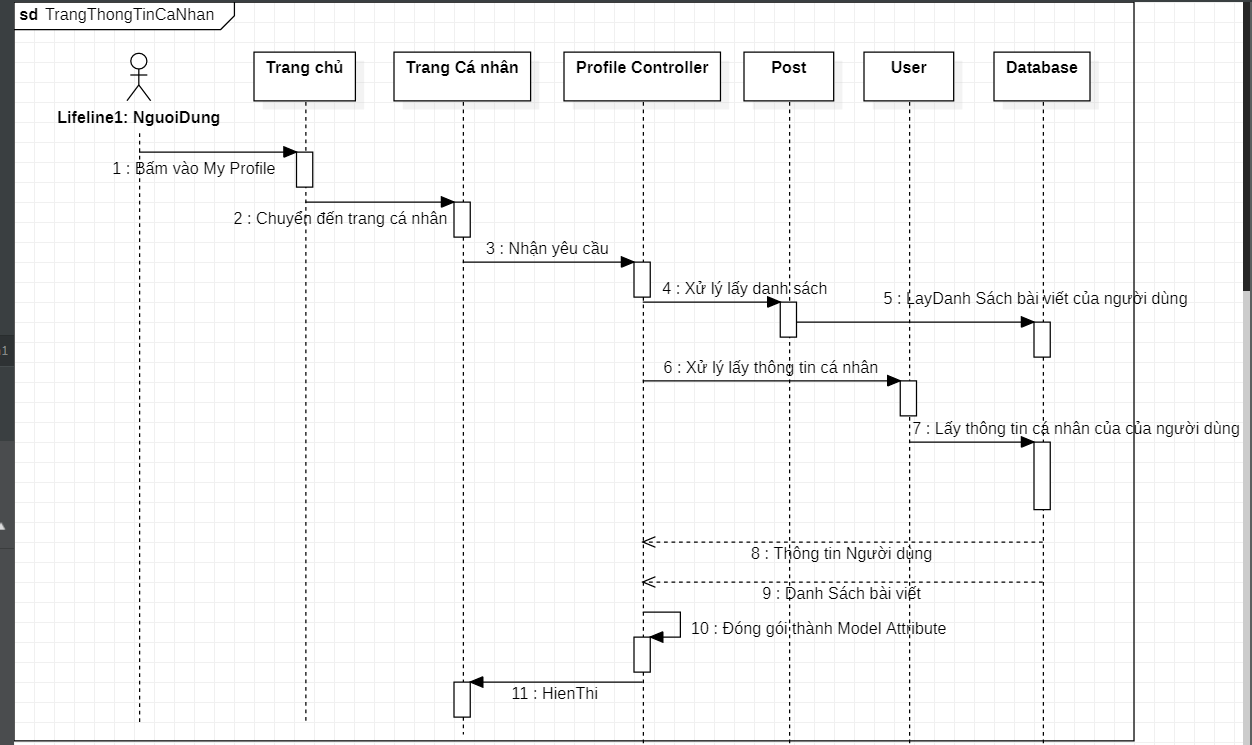 sd TrangThongTinCaNhan
Lifeline1: NguoiDung
Trang chủ
Trang Cá nhân
Profile Controller
Post
User
Database
1 : Bấm vào My Profile
2 : Chuyển đến trang cá nhân
3 : Nhận yêu cầu
4 : Xử lý lấy danh sách
5 : LayDanh Sách bài viết của người dùng
6 : Xử lý lấy thông tin cá nhân
7 : Lấy thông tin cá nhân của của người dùng
8 : Thông tin Người dùng
9 : Danh Sách bài viết
10 : Đóng gói thành Model Attribute
11 : HienThi